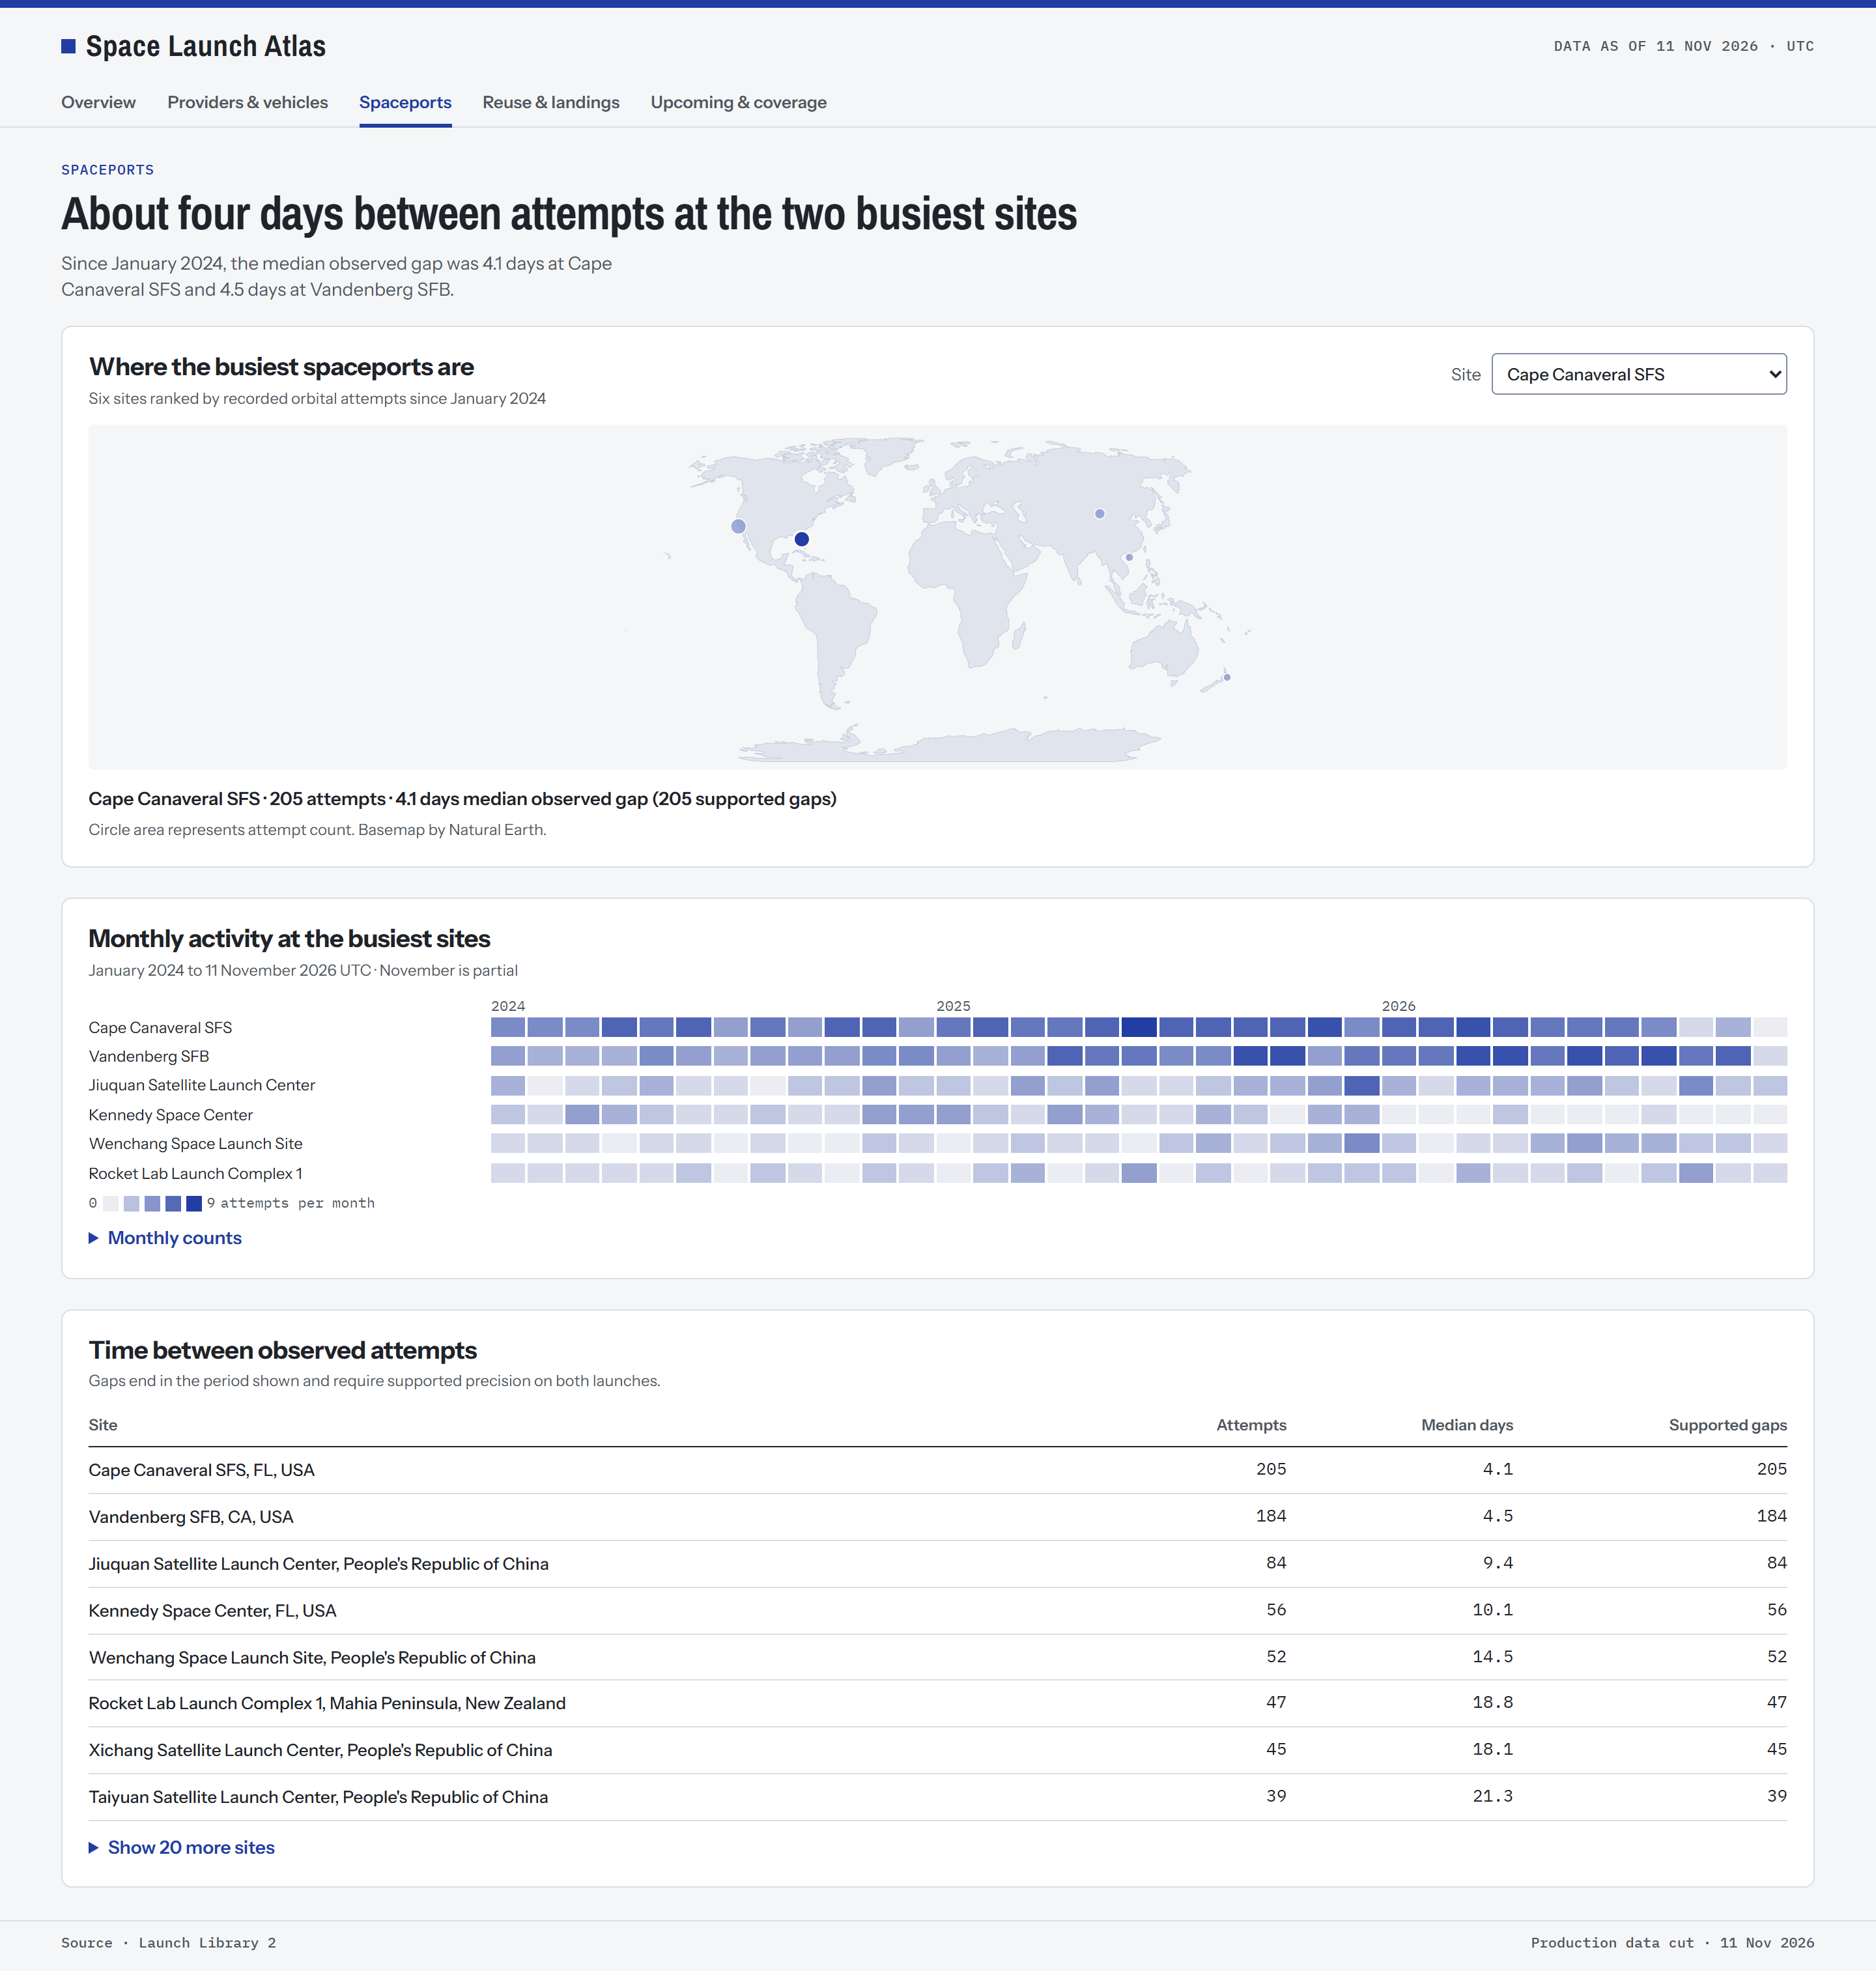 Space Launch Atlas
DATA AS OF 11 NOV 2026 · UTC
Overview
Providers & vehicles
Spaceports
Reuse & landings
Upcoming & coverage
SPACEPORTS
About four days between attempts at the two busiest sites
Since January 2024, the median observed gap was 4.1 days at Cape
Canaveral SFS and 4.5 days at Vandenberg SFB.
Where the busiest spaceports are
Six sites ranked by recorded orbital attempts since January 2024
Site
Cape Canaveral SFS
Cape Canaveral SFS · 205 attempts · 4.1 days median observed gap (205 supported gaps)
Circle area represents attempt count. Basemap by Natural Earth.
Monthly activity at the busiest sites
January 2024 to 11 November 2026 UTC · November is partial
2024 2025 2026
Cape Canaveral SFS
Vandenberg SFB
Jiuquan Satellite Launch Center
Kennedy Space Center
Wenchang Space Launch Site
Rocket Lab Launch Complex 1
0 9 attempts per month
Monthly counts
Time between observed attempts
Gaps end in the period shown and require supported precision on both launches.
Site Attempts Median days Supported gaps
Cape Canaveral SFS, FL, USA 205 4.1 205
Vandenberg SFB, CA, USA 184 4.5 184
Jiuquan Satellite Launch Center, People's Republic of China 84 9.4 84
Kennedy Space Center, FL, USA 56 10.1 56
Wenchang Space Launch Site, People's Republic of China 52 14.5 52
Rocket Lab Launch Complex 1, Mahia Peninsula, New Zealand 47 18.8 47
Xichang Satellite Launch Center, People's Republic of China 45 18.1 45
Taiyuan Satellite Launch Center, People's Republic of China 39 21.3 39
Show 20 more sites
Source · Launch Library 2
Production data cut · 11 Nov 2026